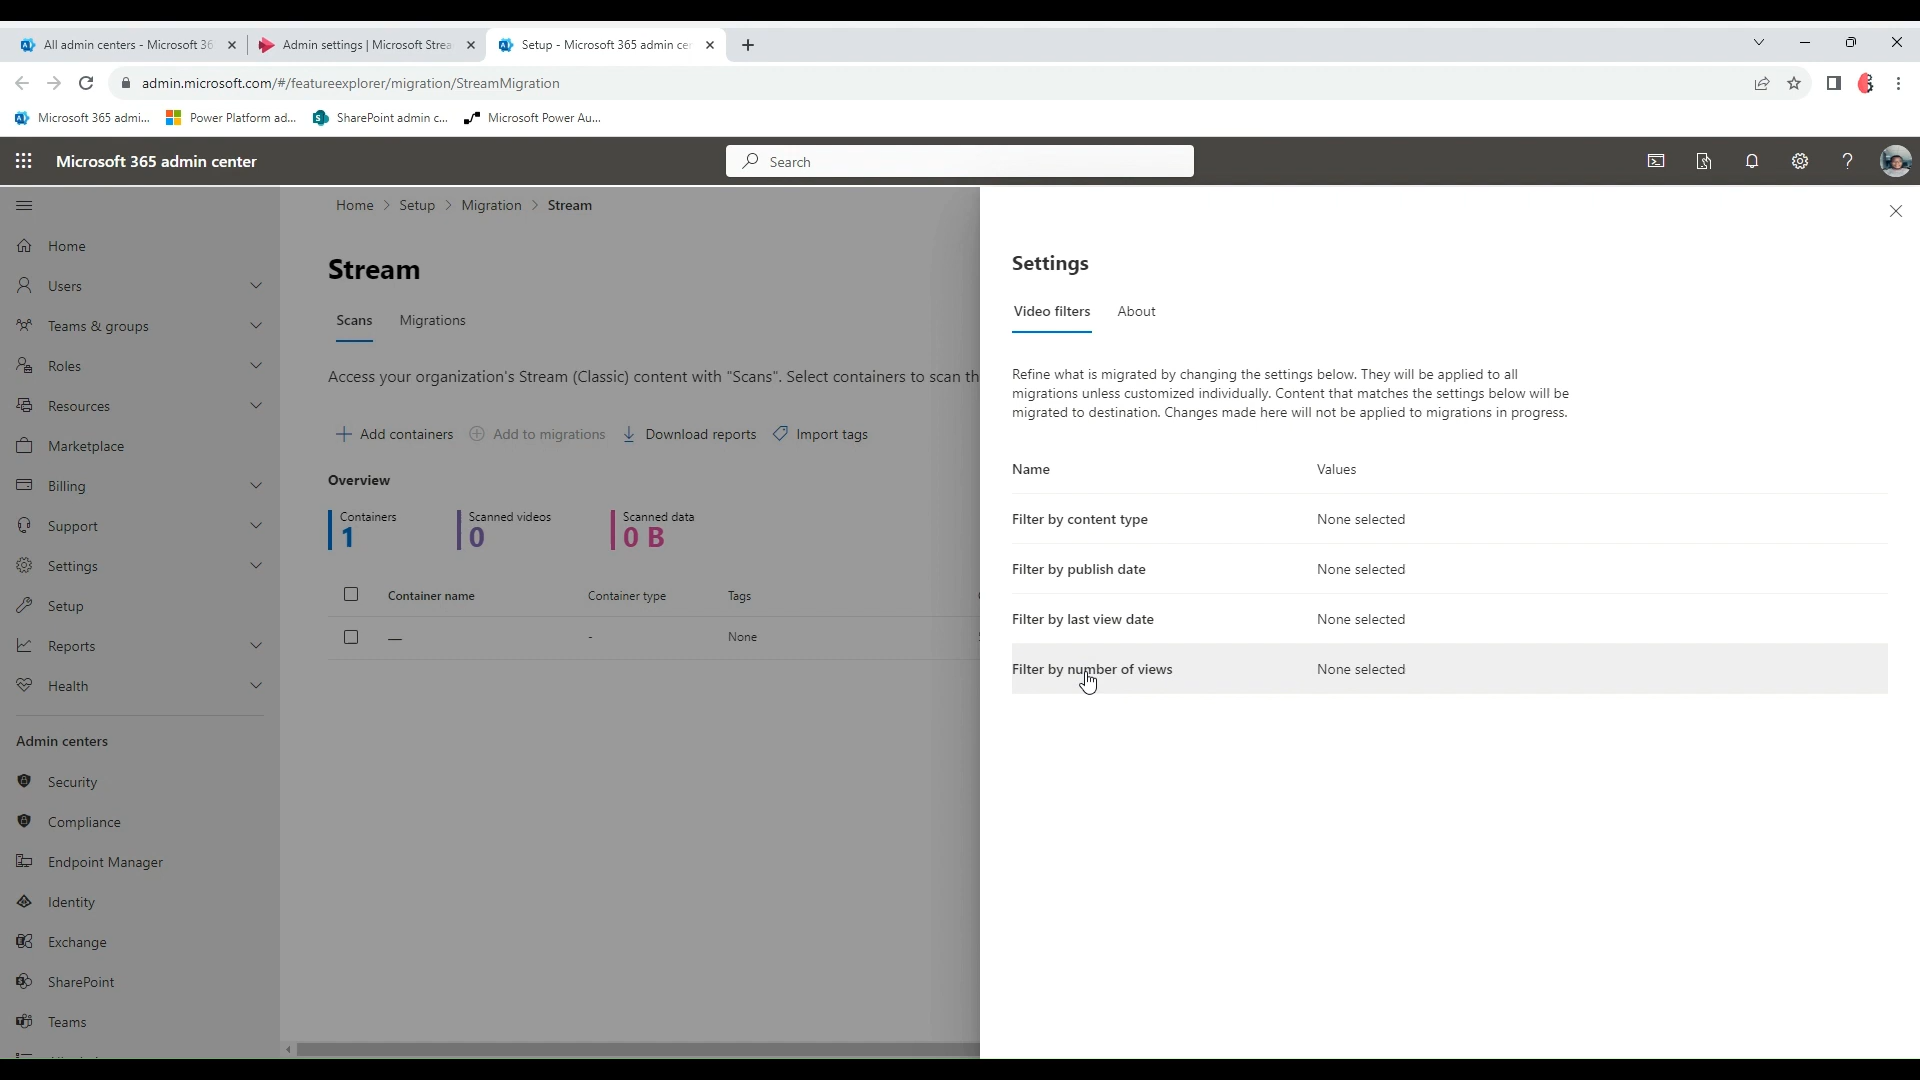 All admin centers - Microsoft 36
Admin settings | Microsoft Strea
Setup - Microsoft 365 admin cen
admin.microsoft.com/#/featureexplorer/migration/StreamMigration
Microsoft 365 admi...
Power Platform ad...
SharePoint admin c...
Microsoft Power Au...
Microsoft 365 admin center
Search
Home
Users
Teams & groups
Roles
Resources
Marketplace
Billing
Support
Settings
Setup
Reports
Health
Admin centers
Security
Compliance
Endpoint Manager
Identity
Exchange
SharePoint
Teams
Home > Setup > Migration > Stream
Stream
Scans Migrations
Access your organization's Stream (Classic) content with "Scans". Select containers to scan th
Add containers Add to migrations Download reports Import tags
Overview
Containers Scanned videos Scanned data
1 0 0 B
Container name Container type Tags
— - None
Settings
Video filters About
Refine what is migrated by changing the settings below. They will be applied to all
migrations unless customized individually. Content that matches the settings below will be
migrated to destination. Changes made here will not be applied to migrations in progress.
Name Values
Filter by content type None selected
Filter by publish date None selected
Filter by last view date None selected
Filter by number of views None selected